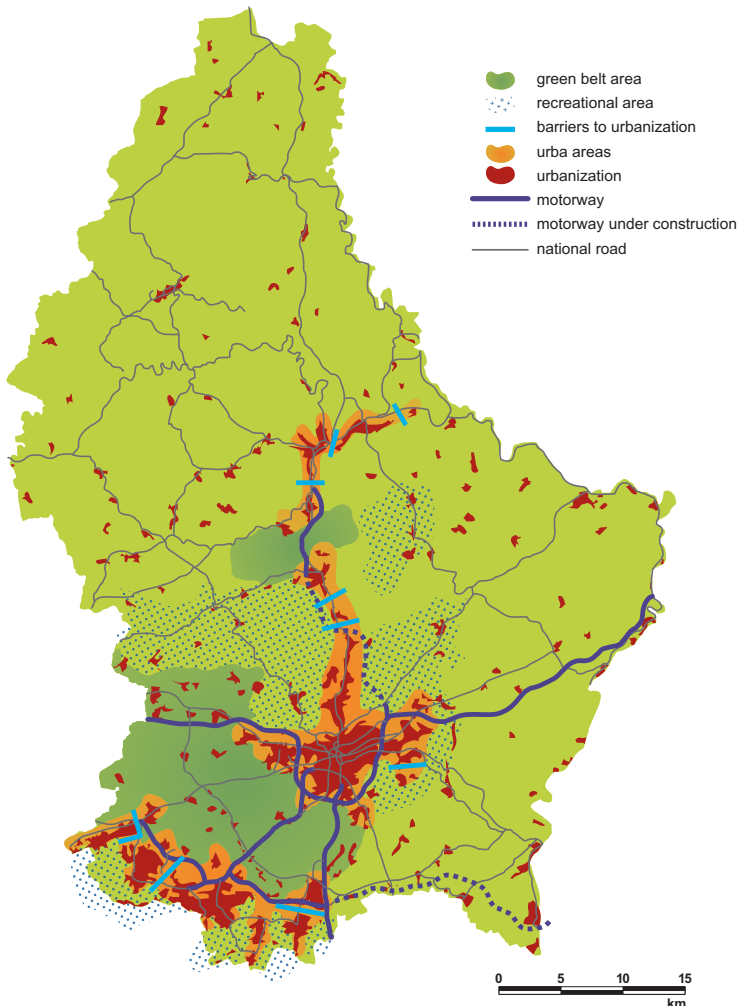 green belt area
recreational area
barriers to urbanization
urba areas
urbanization
motorway
motorway under construction
national road
0 5 10 15
km